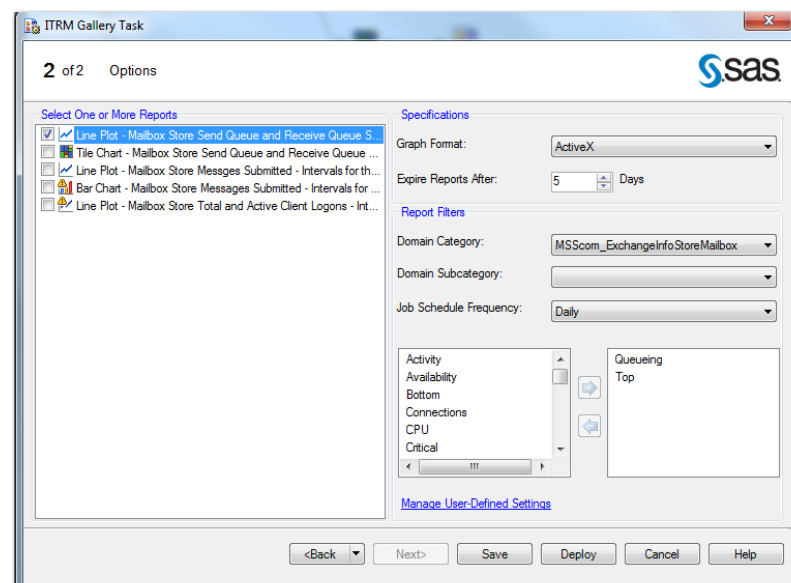 ITRM Gallery Task
2 of 2 Options
sas
Select One or More Reports
Line Plot - Mailbox Store Send Queue and Receive Queue S...
Tile Chart - Mailbox Store Send Queue and Receive Queue ...
Line Plot - Mailbox Store Messges Submitted - Intervals for th...
Bar Chart - Mailbox Store Messages Submitted - Intervals for ...
Line Plot - Mailbox Store Total and Active Client Logons - Int...
Specifications
Graph Format: ActiveX
Expire Reports After: 5 Days
Report Filters
Domain Category: MSScom_ExchangeInfoStoreMailbox
Domain Subcategory:
Job Schedule Frequency: Daily
Activity
Availability
Bottom
Connections
CPU
Critical
Queueing
Top
Manage User-Defined Settings
<Back Next> Save Deploy Cancel Help